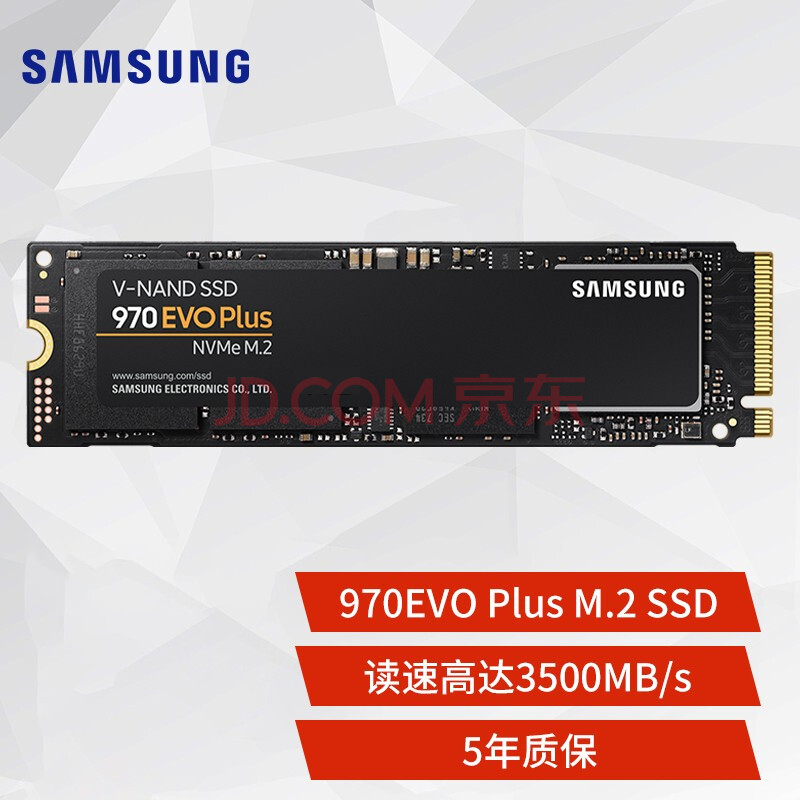 SAMSUNG
V-NAND SSD
SAMSUNG
970 EVO Plus
NVMe M.2
www.samsung.com/ssd
SAMSUNG ELECTRONICS CO., LTD.
JD.COM 京东
970EVO Plus M.2 SSD
读速高达3500MB/s
5年质保